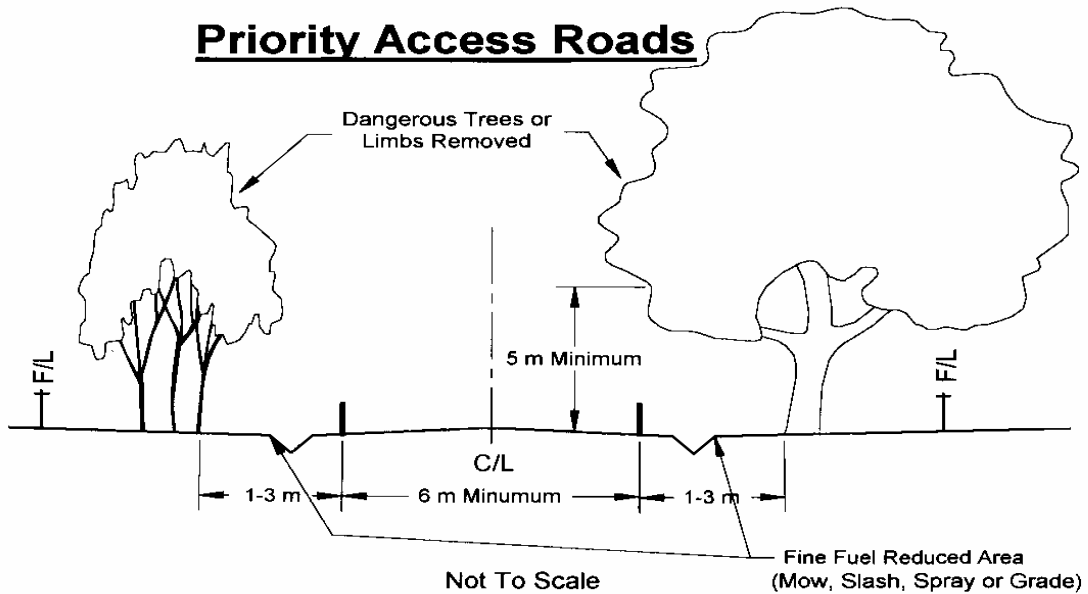 Priority Access Roads
Dangerous Trees or
Limbs Removed
F/L
5 m Minimum
F/L
C/L
1-3 m
6 m Minumum
1-3 m
Fine Fuel Reduced Area
(Mow, Slash, Spray or Grade)
Not To Scale